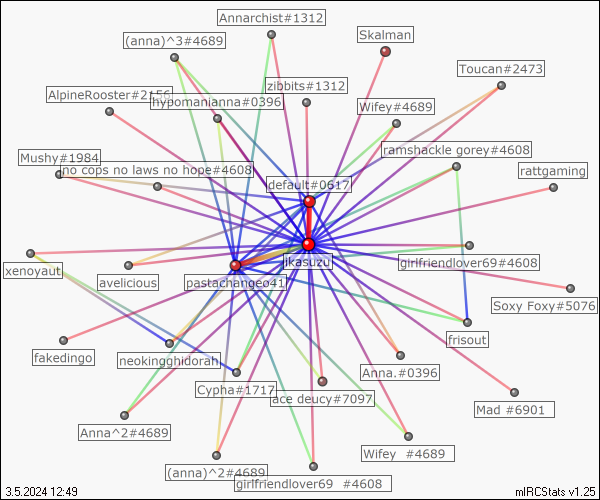 Annarchist#1312
Skalman
(anna)^3#4689
Toucan#2473
zibbits#1312
AlpineRooster#2156
hypomanianna#0396
Wifey#4689
ramshackle gorey#4608
Mushy#1984
no cops no laws no hope#4608
rattgaming
default#0617
jkasuzu
girlfriendlover69#4608
xenoyaut
avelicious
pastachangeo41
Soxy Foxy#5076
frisout
fakedingo
neokingghidorah
Anna.#0396
Cypha#1717
ace deucy#7097
Mad #6901
Anna^2#4689
Wifey #4689
(anna)^2#4689
girlfriendlover69 #4608
3.5.2024 12:49
mIRCStats v1.25